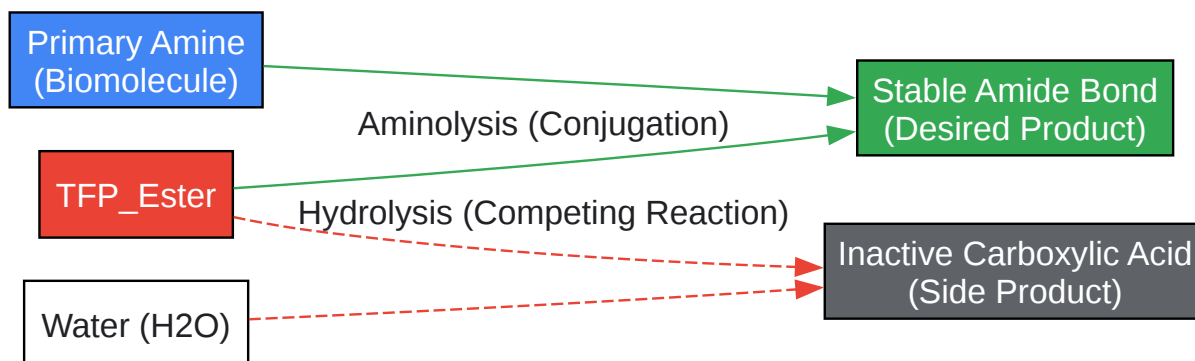 Primary Amine
(Biomolecule)
Stable Amide Bond
(Desired Product)
Aminolysis (Conjugation)
TFP_Ester
Hydrolysis (Competing Reaction)
Inactive Carboxylic Acid
(Side Product)
Water (H2O)